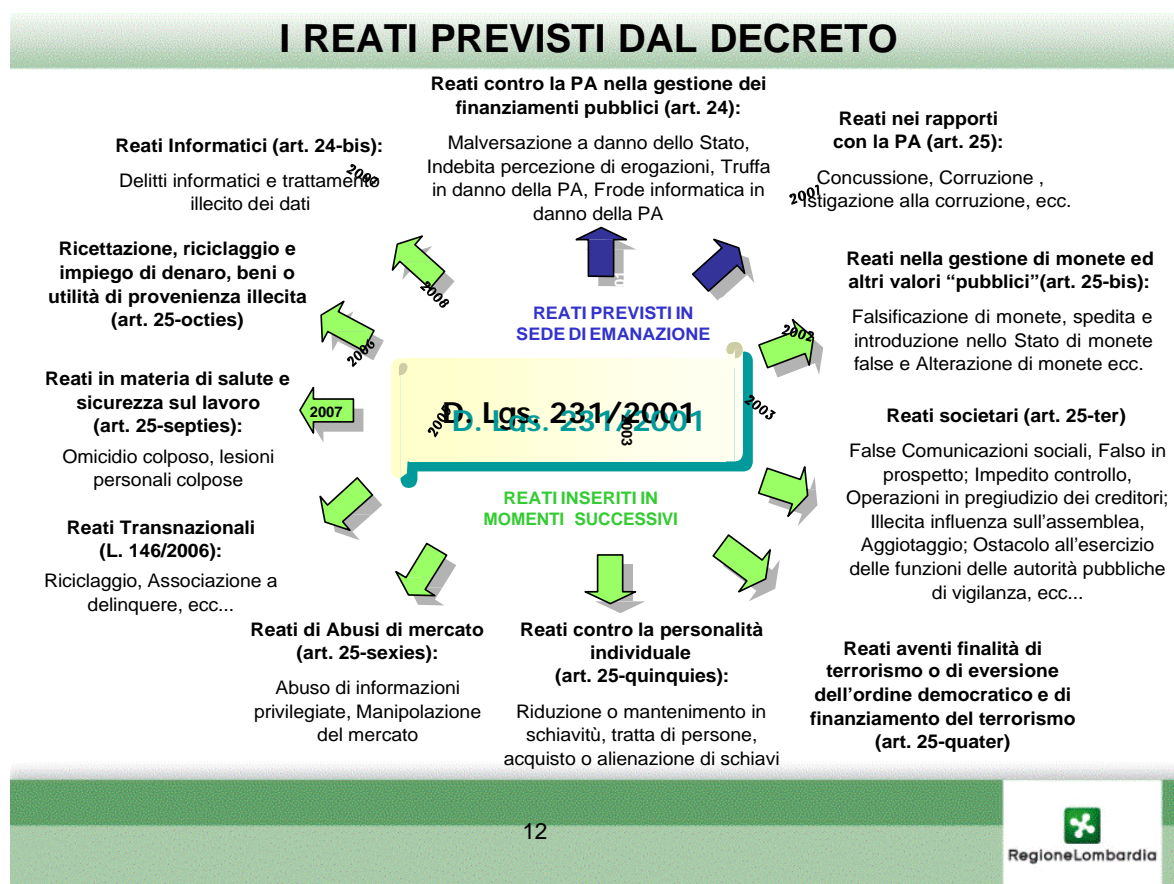 I REATI PREVISTI DAL DECRETO
Reati contro la PA nella gestione dei
finanziamenti pubblici (art. 24):
Malversazione a danno dello Stato,
Indebita percezione di erogazioni, Truffa
in danno della PA, Frode informatica in
danno della PA
Reati nei rapporti
con la PA (art. 25):
Concussione, Corruzione ,
Istigazione alla corruzione, ecc.
2001
Reati Informatici (art. 24-bis):
Delitti informatici e trattamento
illecito dei dati
Ricettazione, riciclaggio e
impiego di denaro, beni o
utilità di provenienza illecita
(art. 25-octies)
2008
2006
Reati nella gestione di monete ed
altri valori “pubblici”(art. 25-bis):
Falsificazione di monete, spedita e
introduzione nello Stato di monete
false e Alterazione di monete ecc.
2002
REATI PREVISTI IN
SEDE DI EMANAZIONE
D. Lgs. 231/2001
2003
2003
Reati in materia di salute e
sicurezza sul lavoro
(art. 25-septies):
Omicidio colposo, lesioni
personali colpose
2007
Reati societari (art. 25-ter)
False Comunicazioni sociali, Falso in
prospetto; Impedito controllo,
Operazioni in pregiudizio dei creditori;
Illecita influenza sull’assemblea,
Aggiotaggio; Ostacolo all’esercizio
delle funzioni delle autorità pubbliche
di vigilanza, ecc...
REATI INSERITI IN
MOMENTI SUCCESSIVI
Reati Transnazionali
(L. 146/2006):
Riciclaggio, Associazione a
delinquere, ecc...
Reati di Abusi di mercato
(art. 25-sexies):
Abuso di informazioni
privilegiate, Manipolazione
del mercato
Reati contro la personalità
individuale
(art. 25-quinquies):
Riduzione o mantenimento in
schiavitù, tratta di persone,
acquisto o alienazione di schiavi
Reati aventi finalità di
terrorismo o di eversione
dell’ordine democratico e di
finanziamento del terrorismo
(art. 25-quater)
12
RegioneLombardia